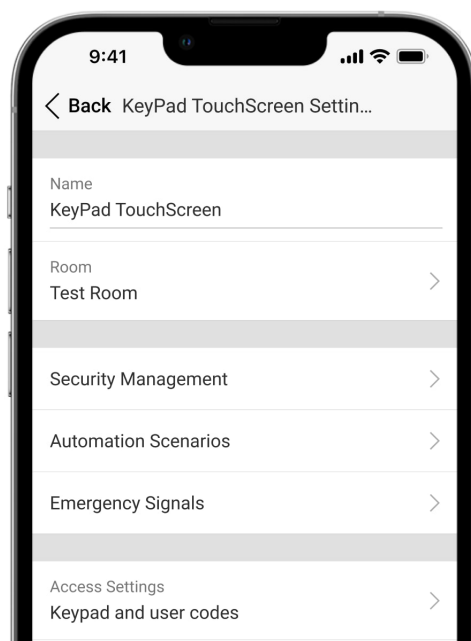 9:41
Back KeyPad TouchScreen Settin...
Name
KeyPad TouchScreen
Room
Test Room
Security Management
Automation Scenarios
Emergency Signals
Access Settings
Keypad and user codes